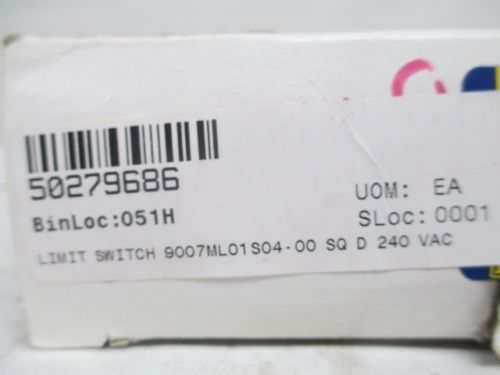 50279686
UOM: EA
BinLoc:051H
SLoc: 0001
LIMIT SWITCH 9007ML01S04-00 SQ D 240 VAC